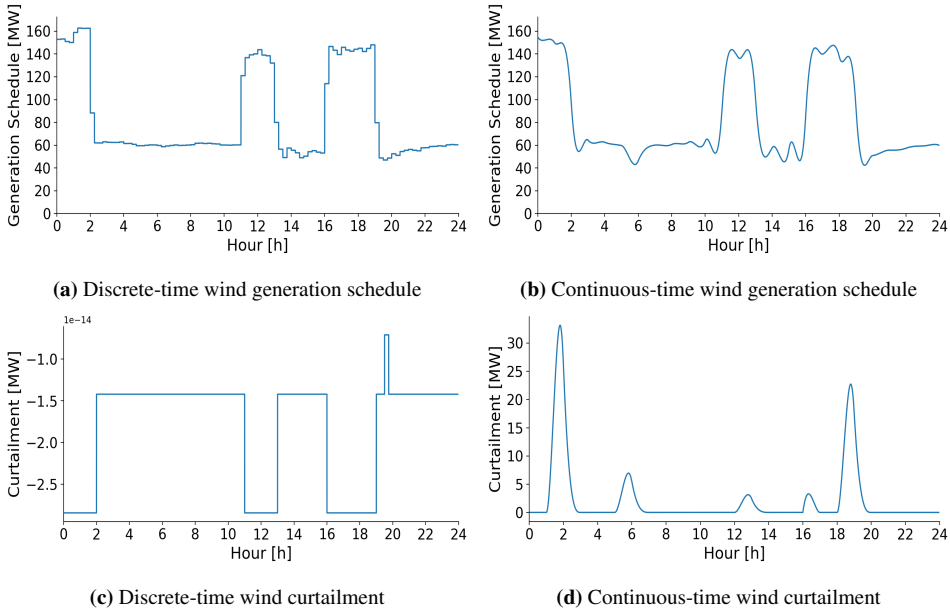 Generation Schedule [MW]
160
140
120
100
80
60
40
20
0
0 2 4 6 8 10 12 14 16 18 20 22 24
Hour [h]
(a) Discrete-time wind generation schedule
Generation Schedule [MW]
160
140
120
100
80
60
40
20
0
0 2 4 6 8 10 12 14 16 18 20 22 24
Hour [h]
(b) Continuous-time wind generation schedule
1e−14
Curtailment [MW]
−1.0
−1.5
−2.0
−2.5
0 2 4 6 8 10 12 14 16 18 20 22 24
Hour [h]
(c) Discrete-time wind curtailment
Curtailment [MW]
30
25
20
15
10
5
0
0 2 4 6 8 10 12 14 16 18 20 22 24
Hour [h]
(d) Continuous-time wind curtailment